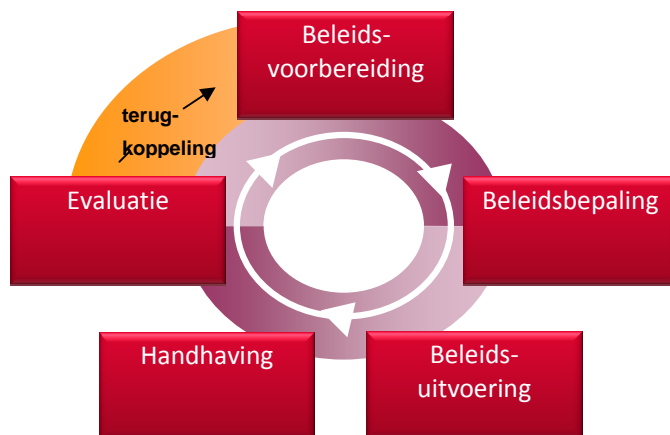 Beleids-
voorbereiding
terug-
koppeling
Evaluatie
Beleidsbepaling
Handhaving
Beleids-
uitvoering